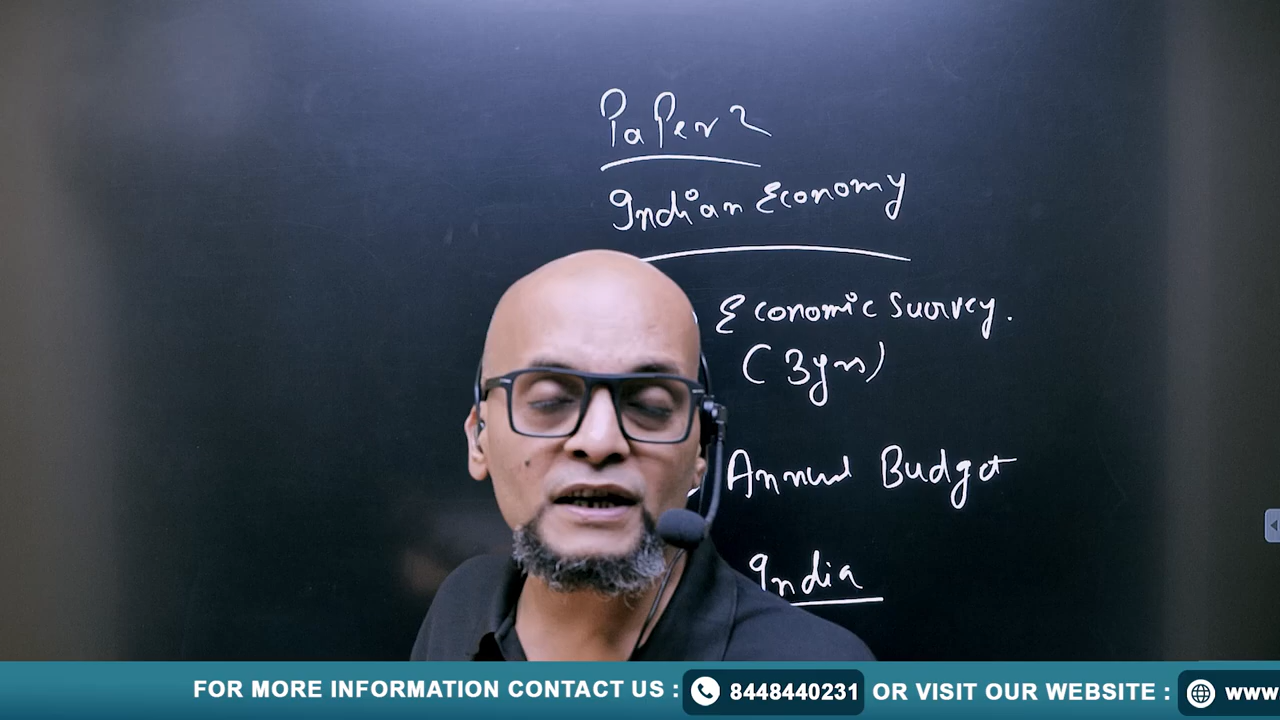 Paper 2
Indian Economy
Economic Survey.
(3yrs)
Annual Budget
India
FOR MORE INFORMATION CONTACT US : 8448440231 OR VISIT OUR WEBSITE : www